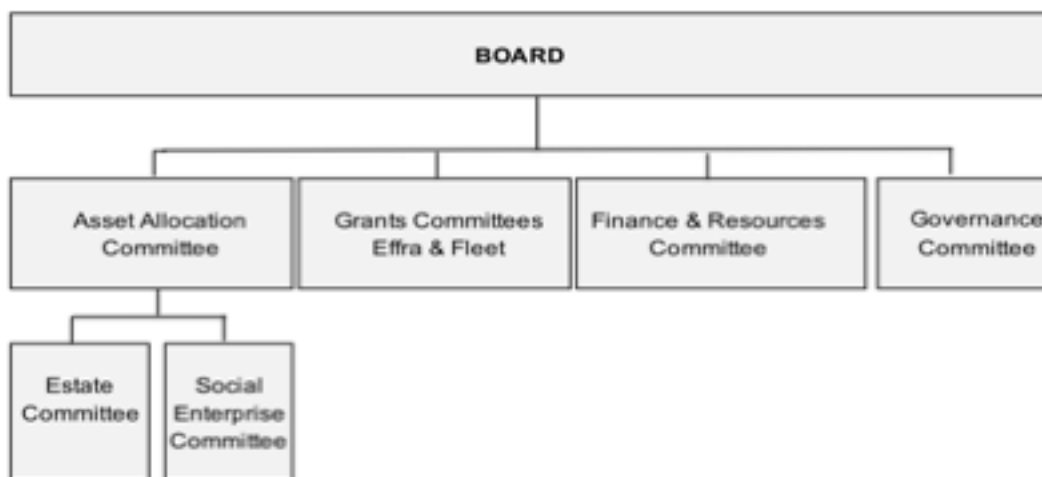 BOARD
Asset Allocation
Committee
Grants Committees
Effra & Fleet
Finance & Resources
Committee
Governance
Committee
Estate
Committee
Social
Enterprise
Committee